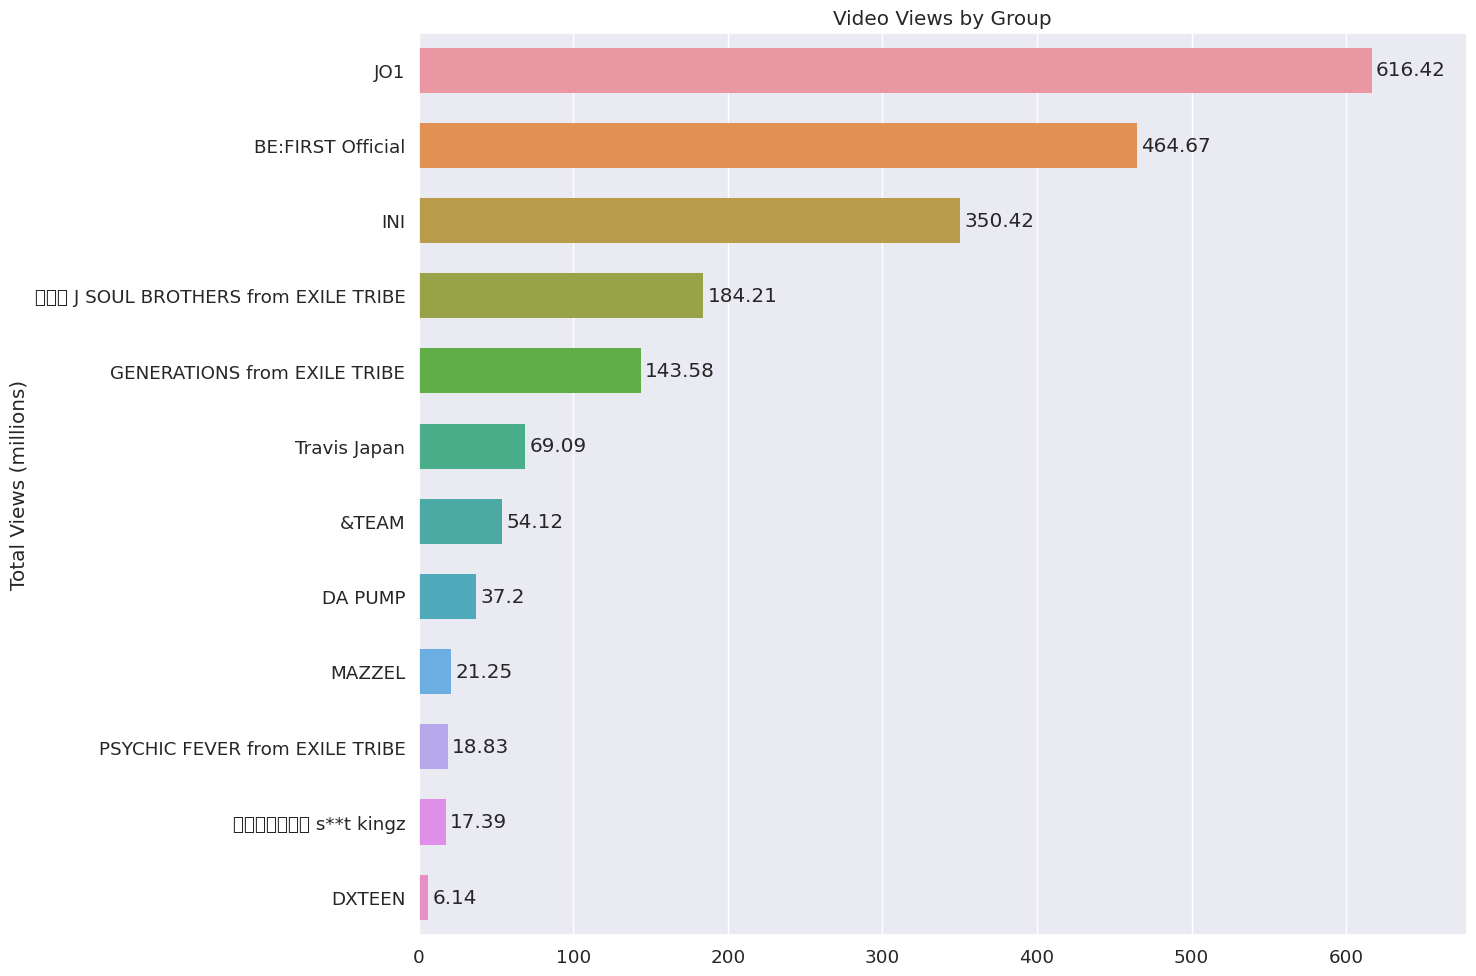 Video Views by Group
JO1
616.42
BE:FIRST Official
464.67
INI
350.42
J SOUL BROTHERS from EXILE TRIBE
184.21
GENERATIONS from EXILE TRIBE
143.58
Travis Japan
69.09
&TEAM
54.12
DA PUMP
37.2
MAZZEL
21.25
PSYCHIC FEVER from EXILE TRIBE
18.83
s**t kingz
17.39
DXTEEN
6.14
0 100 200 300 400 500 600
Total Views (millions)